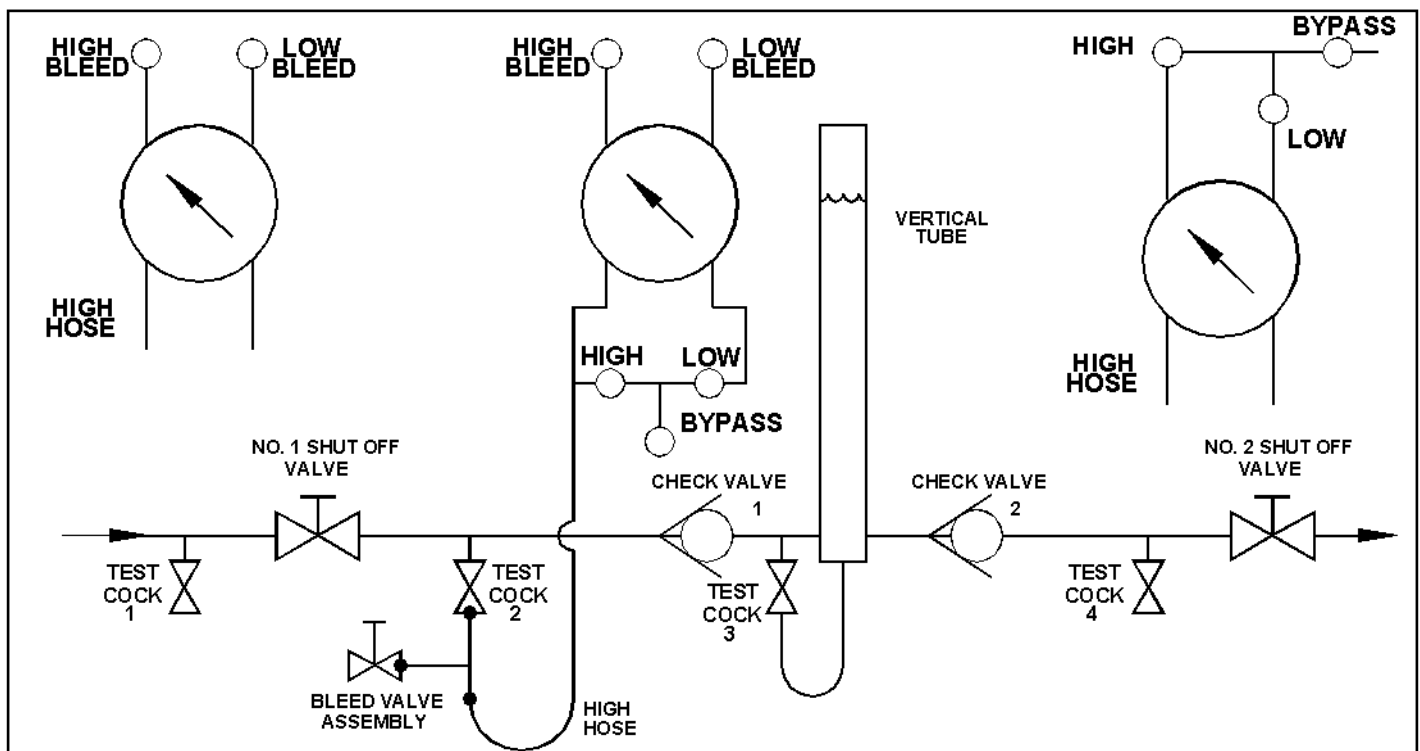 HIGH
BLEED
LOW
BLEED
HIGH
HOSE
HIGH
BLEED
LOW
BLEED
HIGH
LOW
BYPASS
VERTICAL
TUBE
HIGH
BYPASS
LOW
HIGH
HOSE
NO. 1 SHUT OFF
VALVE
CHECK VALVE
1
CHECK VALVE
2
NO. 2 SHUT OFF
VALVE
TEST
COCK
1
TEST
COCK
2
TEST
COCK
3
TEST
COCK
4
BLEED VALVE
ASSEMBLY
HIGH
HOSE